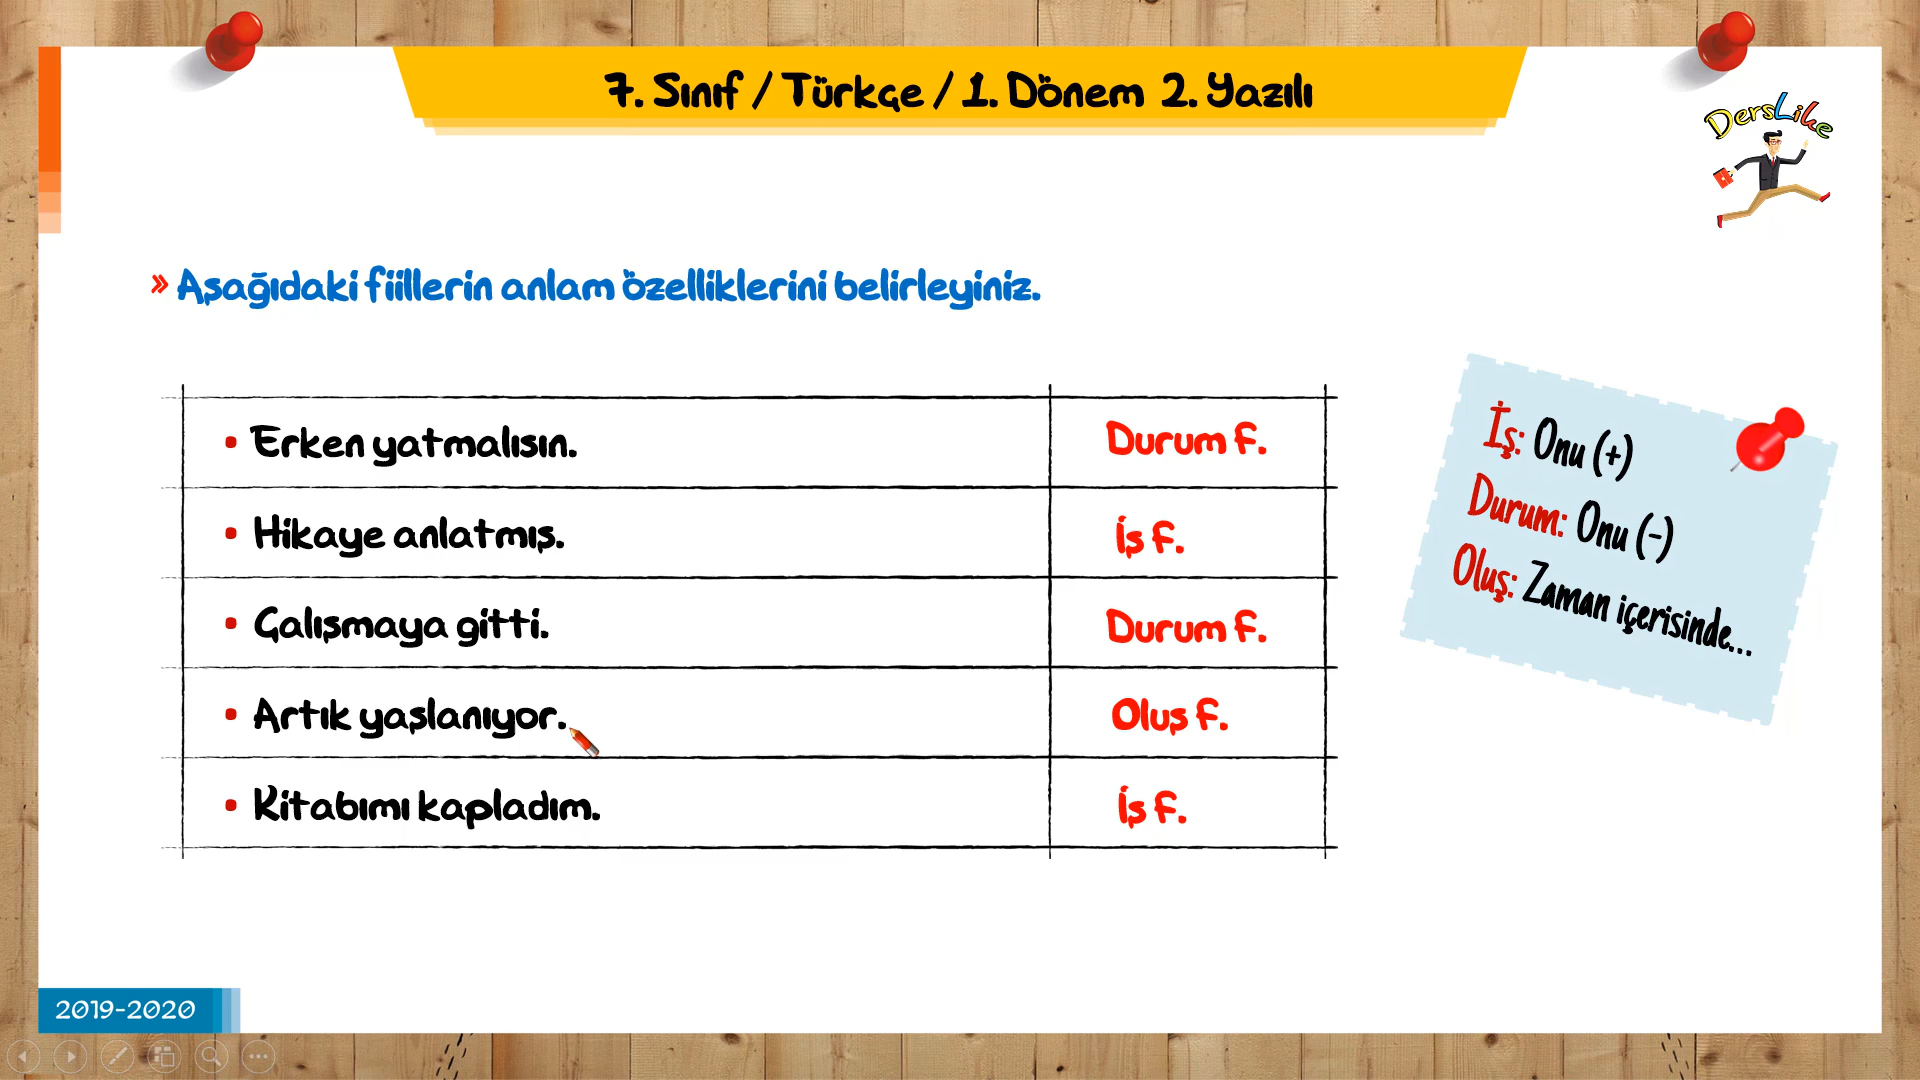 7. Sınıf / Türkçe / 1. Dönem 2. Yazılı
DersLike
» Aşağıdaki fiillerin anlam özelliklerini belirleyiniz.
• Erken yatmalısın. Durum f.
• Hikaye anlatmış. İş f.
• Çalışmaya gitti. Durum f.
• Artık yaşlanıyor. Oluş f.
• Kitabımı kapladım. İş f.
İş: Onu (+)
Durum: Onu (-)
Oluş: Zaman içerisinde...
2019-2020